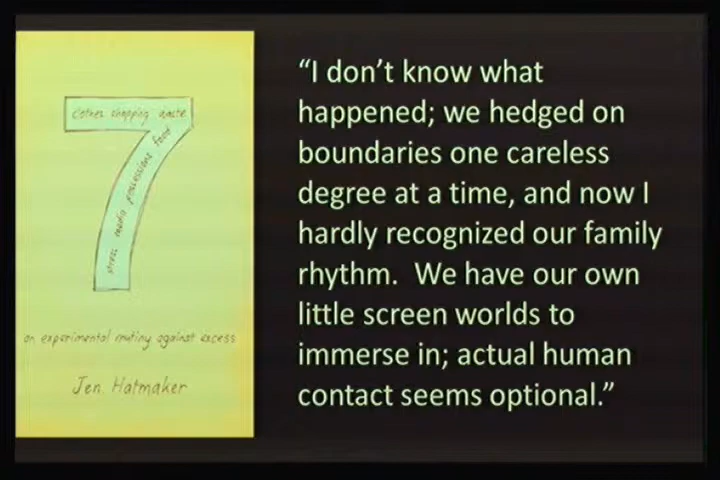 clothes shopping waste
stress media possessions food
an experimental mutiny against excess
Jen Hatmaker
“I don’t know what
happened; we hedged on
boundaries one careless
degree at a time, and now I
hardly recognized our family
rhythm.  We have our own
little screen worlds to
immerse in; actual human
contact seems optional.”